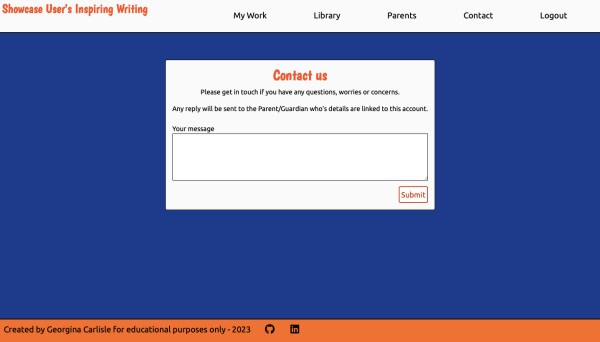 Showcase User's Inspiring Writing
My Work Library Parents Contact Logout
Contact us
Please get in touch if you have any questions, worries or concerns.
Any reply will be sent to the Parent/Guardian who's details are linked to this account.
Your message
Submit
Created by Georgina Carlisle for educational purposes only - 2023